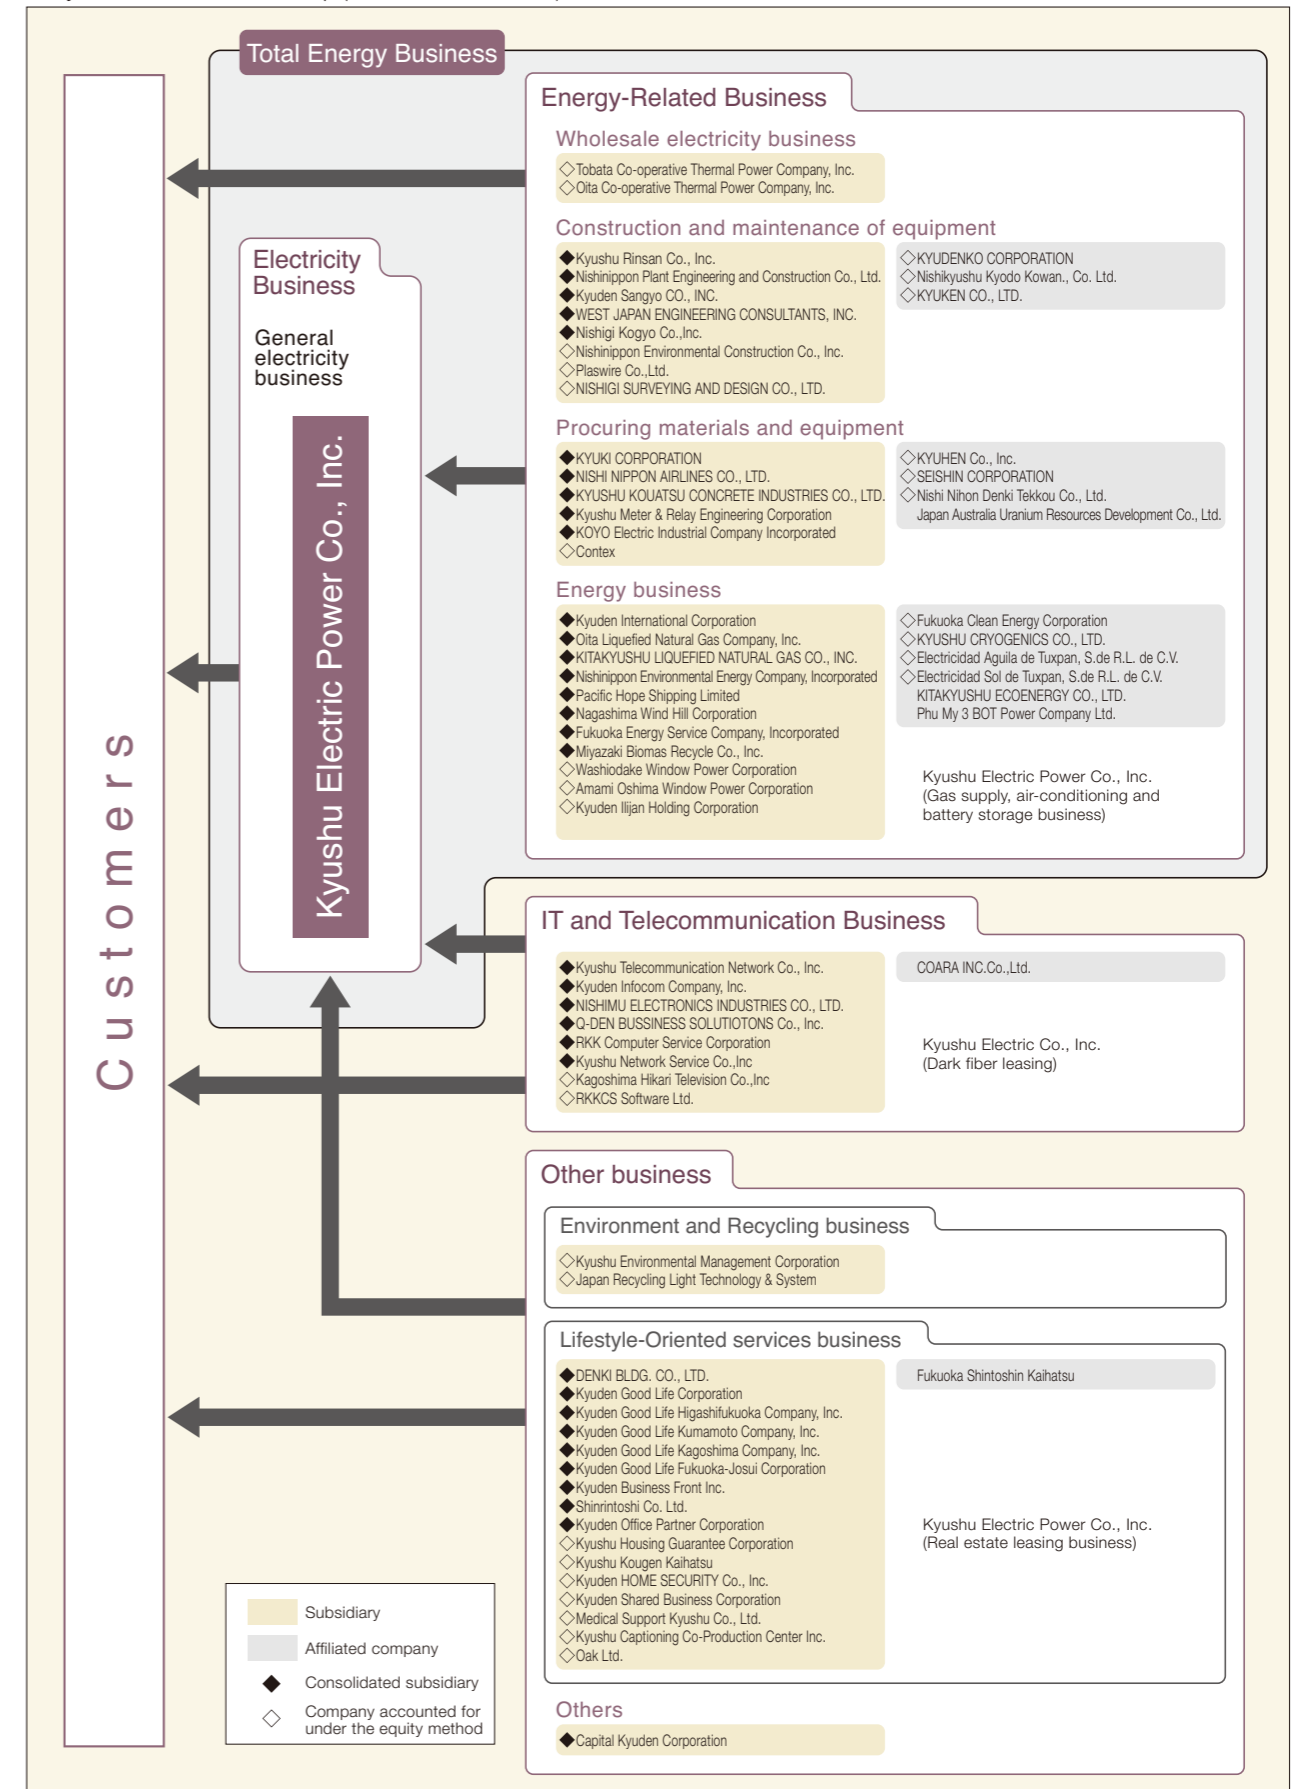 Total Energy Business
Customers
Electricity
Business
General
electricity
business
Kyushu Electric Power Co., Inc.
Energy-Related Business
Wholesale electricity business
◇Tobata Co-operative Thermal Power Company, Inc.
◇Oita Co-operative Thermal Power Company, Inc.
Construction and maintenance of equipment
◆Kyushu Rinsan Co., Inc.
◆Nishinippon Plant Engineering and Construction Co., Ltd.
◆Kyuden Sangyo CO., INC.
◆WEST JAPAN ENGINEERING CONSULTANTS, INC.
◆Nishigi Kogyo Co.,Inc.
◇Nishinippon Environmental Construction Co., Inc.
◇Plaswire Co.,Ltd.
◇NISHIGI SURVEYING AND DESIGN CO., LTD.
◇KYUDENKO CORPORATION
◇Nishikyushu Kyodo Kowan., Co. Ltd.
◇KYUKEN CO., LTD.
Procuring materials and equipment
◆KYUKI CORPORATION
◆NISHI NIPPON AIRLINES CO., LTD.
◆KYUSHU KOUATSU CONCRETE INDUSTRIES CO., LTD.
◆Kyushu Meter & Relay Engineering Corporation
◆KOYO Electric Industrial Company Incorporated
◇Contex
◇KYUHEN Co., Inc.
◇SEISHIN CORPORATION
◇Nishi Nihon Denki Tekkou Co., Ltd.
Japan Australia Uranium Resources Development Co., Ltd.
Energy business
◆Kyuden International Corporation
◆Oita Liquefied Natural Gas Company, Inc.
◆KITAKYUSHU LIQUEFIED NATURAL GAS CO., INC.
◆Nishinippon Environmental Energy Company, Incorporated
◆Pacific Hope Shipping Limited
◆Nagashima Wind Hill Corporation
◆Fukuoka Energy Service Company, Incorporated
◆Miyazaki Biomas Recycle Co., Inc.
◇Washiodake Window Power Corporation
◇Amami Oshima Window Power Corporation
◇Kyuden Ilijan Holding Corporation
◇Fukuoka Clean Energy Corporation
◇KYUSHU CRYOGENICS CO., LTD.
◇Electricidad Aguila de Tuxpan, S.de R.L. de C.V.
◇Electricidad Sol de Tuxpan, S.de R.L. de C.V.
KITAKYUSHU ECOENERGY CO., LTD.
Phu My 3 BOT Power Company Ltd.
Kyushu Electric Power Co., Inc.
(Gas supply, air-conditioning and
battery storage business)
IT and Telecommunication Business
◆Kyushu Telecommunication Network Co., Inc.
◆Kyuden Infocom Company, Inc.
◆NISHIMU ELECTRONICS INDUSTRIES CO., LTD.
◆Q-DEN BUSSINESS SOLUTIOTONS Co., Inc.
◆RKK Computer Service Corporation
◆Kyushu Network Service Co.,Inc
◇Kagoshima Hikari Television Co.,Inc
◇RKKCS Software Ltd.
COARA INC.Co.,Ltd.
Kyushu Electric Co., Inc.
(Dark fiber leasing)
Other business
Environment and Recycling business
◇Kyushu Environmental Management Corporation
◇Japan Recycling Light Technology & System
Lifestyle-Oriented services business
◆DENKI BLDG. CO., LTD.
◆Kyuden Good Life Corporation
◆Kyuden Good Life Higashifukuoka Company, Inc.
◆Kyuden Good Life Kumamoto Company, Inc.
◆Kyuden Good Life Kagoshima Company, Inc.
◆Kyuden Good Life Fukuoka-Josui Corporation
◆Kyuden Business Front Inc.
◆Shinrintoshi Co. Ltd.
◆Kyuden Office Partner Corporation
◇Kyushu Housing Guarantee Corporation
◇Kyushu Kougen Kaihatsu
◇Kyuden HOME SECURITY Co., Inc.
◇Kyuden Shared Business Corporation
◇Medical Support Kyushu Co., Ltd.
◇Kyushu Captioning Co-Production Center Inc.
◇Oak Ltd.
Fukuoka Shintoshin Kaihatsu
Kyushu Electric Power Co., Inc.
(Real estate leasing business)
Others
◆Capital Kyuden Corporation
Subsidiary
Affiliated company
◆ Consolidated subsidiary
◇ Company accounted for
under the equity method